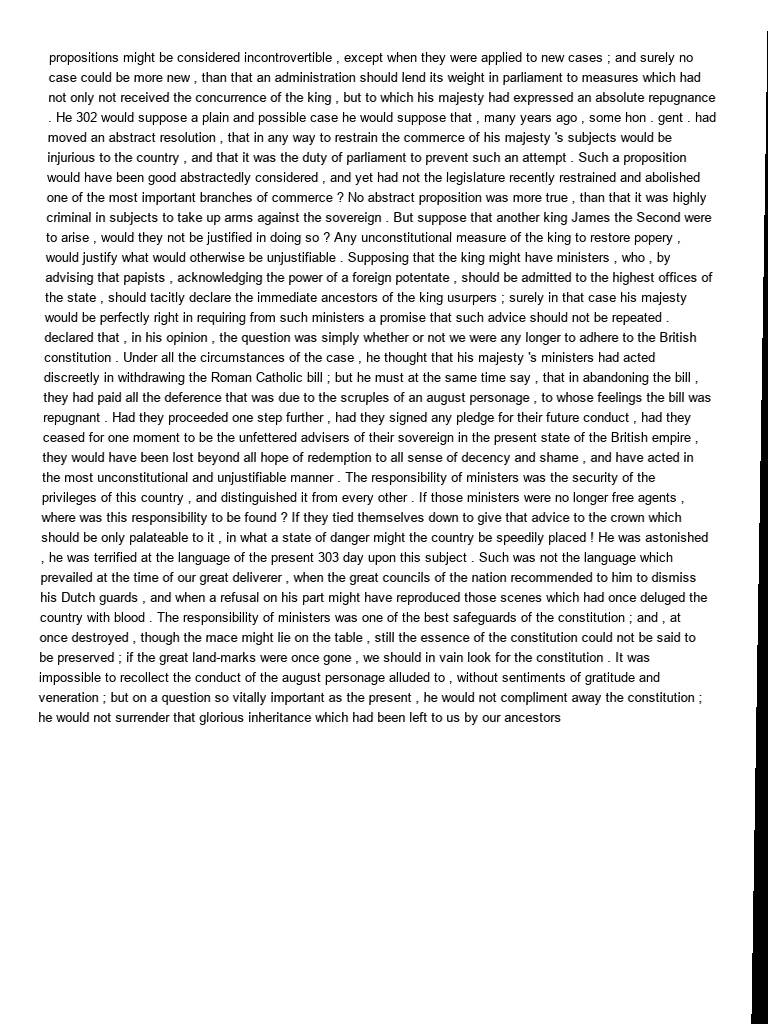 propositions might be considered incontrovertible , except when they were applied to new cases ; and surely no
case could be more new , than that an administration should lend its weight in parliament to measures which had
not only not received the concurrence of the king , but to which his majesty had expressed an absolute repugnance
. He 302 would suppose a plain and possible case he would suppose that , many years ago , some hon . gent . had
moved an abstract resolution , that in any way to restrain the commerce of his majesty 's subjects would be
injurious to the country , and that it was the duty of parliament to prevent such an attempt . Such a proposition
would have been good abstractedly considered , and yet had not the legislature recently restrained and abolished
one of the most important branches of commerce ? No abstract proposition was more true , than that it was highly
criminal in subjects to take up arms against the sovereign . But suppose that another king James the Second were
to arise , would they not be justified in doing so ? Any unconstitutional measure of the king to restore popery ,
would justify what would otherwise be unjustifiable . Supposing that the king might have ministers , who , by
advising that papists , acknowledging the power of a foreign potentate , should be admitted to the highest offices of
the state , should tacitly declare the immediate ancestors of the king usurpers ; surely in that case his majesty
would be perfectly right in requiring from such ministers a promise that such advice should not be repeated .
declared that , in his opinion , the question was simply whether or not we were any longer to adhere to the British
constitution . Under all the circumstances of the case , he thought that his majesty 's ministers had acted
discreetly in withdrawing the Roman Catholic bill ; but he must at the same time say , that in abandoning the bill ,
they had paid all the deference that was due to the scruples of an august personage , to whose feelings the bill was
repugnant . Had they proceeded one step further , had they signed any pledge for their future conduct , had they
ceased for one moment to be the unfettered advisers of their sovereign in the present state of the British empire ,
they would have been lost beyond all hope of redemption to all sense of decency and shame , and have acted in
the most unconstitutional and unjustifiable manner . The responsibility of ministers was the security of the
privileges of this country , and distinguished it from every other . If those ministers were no longer free agents ,
where was this responsibility to be found ? If they tied themselves down to give that advice to the crown which
should be only palateable to it , in what a state of danger might the country be speedily placed ! He was astonished
, he was terrified at the language of the present 303 day upon this subject . Such was not the language which
prevailed at the time of our great deliverer , when the great councils of the nation recommended to him to dismiss
his Dutch guards , and when a refusal on his part might have reproduced those scenes which had once deluged the
country with blood . The responsibility of ministers was one of the best safeguards of the constitution ; and , at
once destroyed , though the mace might lie on the table , still the essence of the constitution could not be said to
be preserved ; if the great land-marks were once gone , we should in vain look for the constitution . It was
impossible to recollect the conduct of the august personage alluded to , without sentiments of gratitude and
veneration ; but on a question so vitally important as the present , he would not compliment away the constitution ;
he would not surrender that glorious inheritance which had been left to us by our ancestors